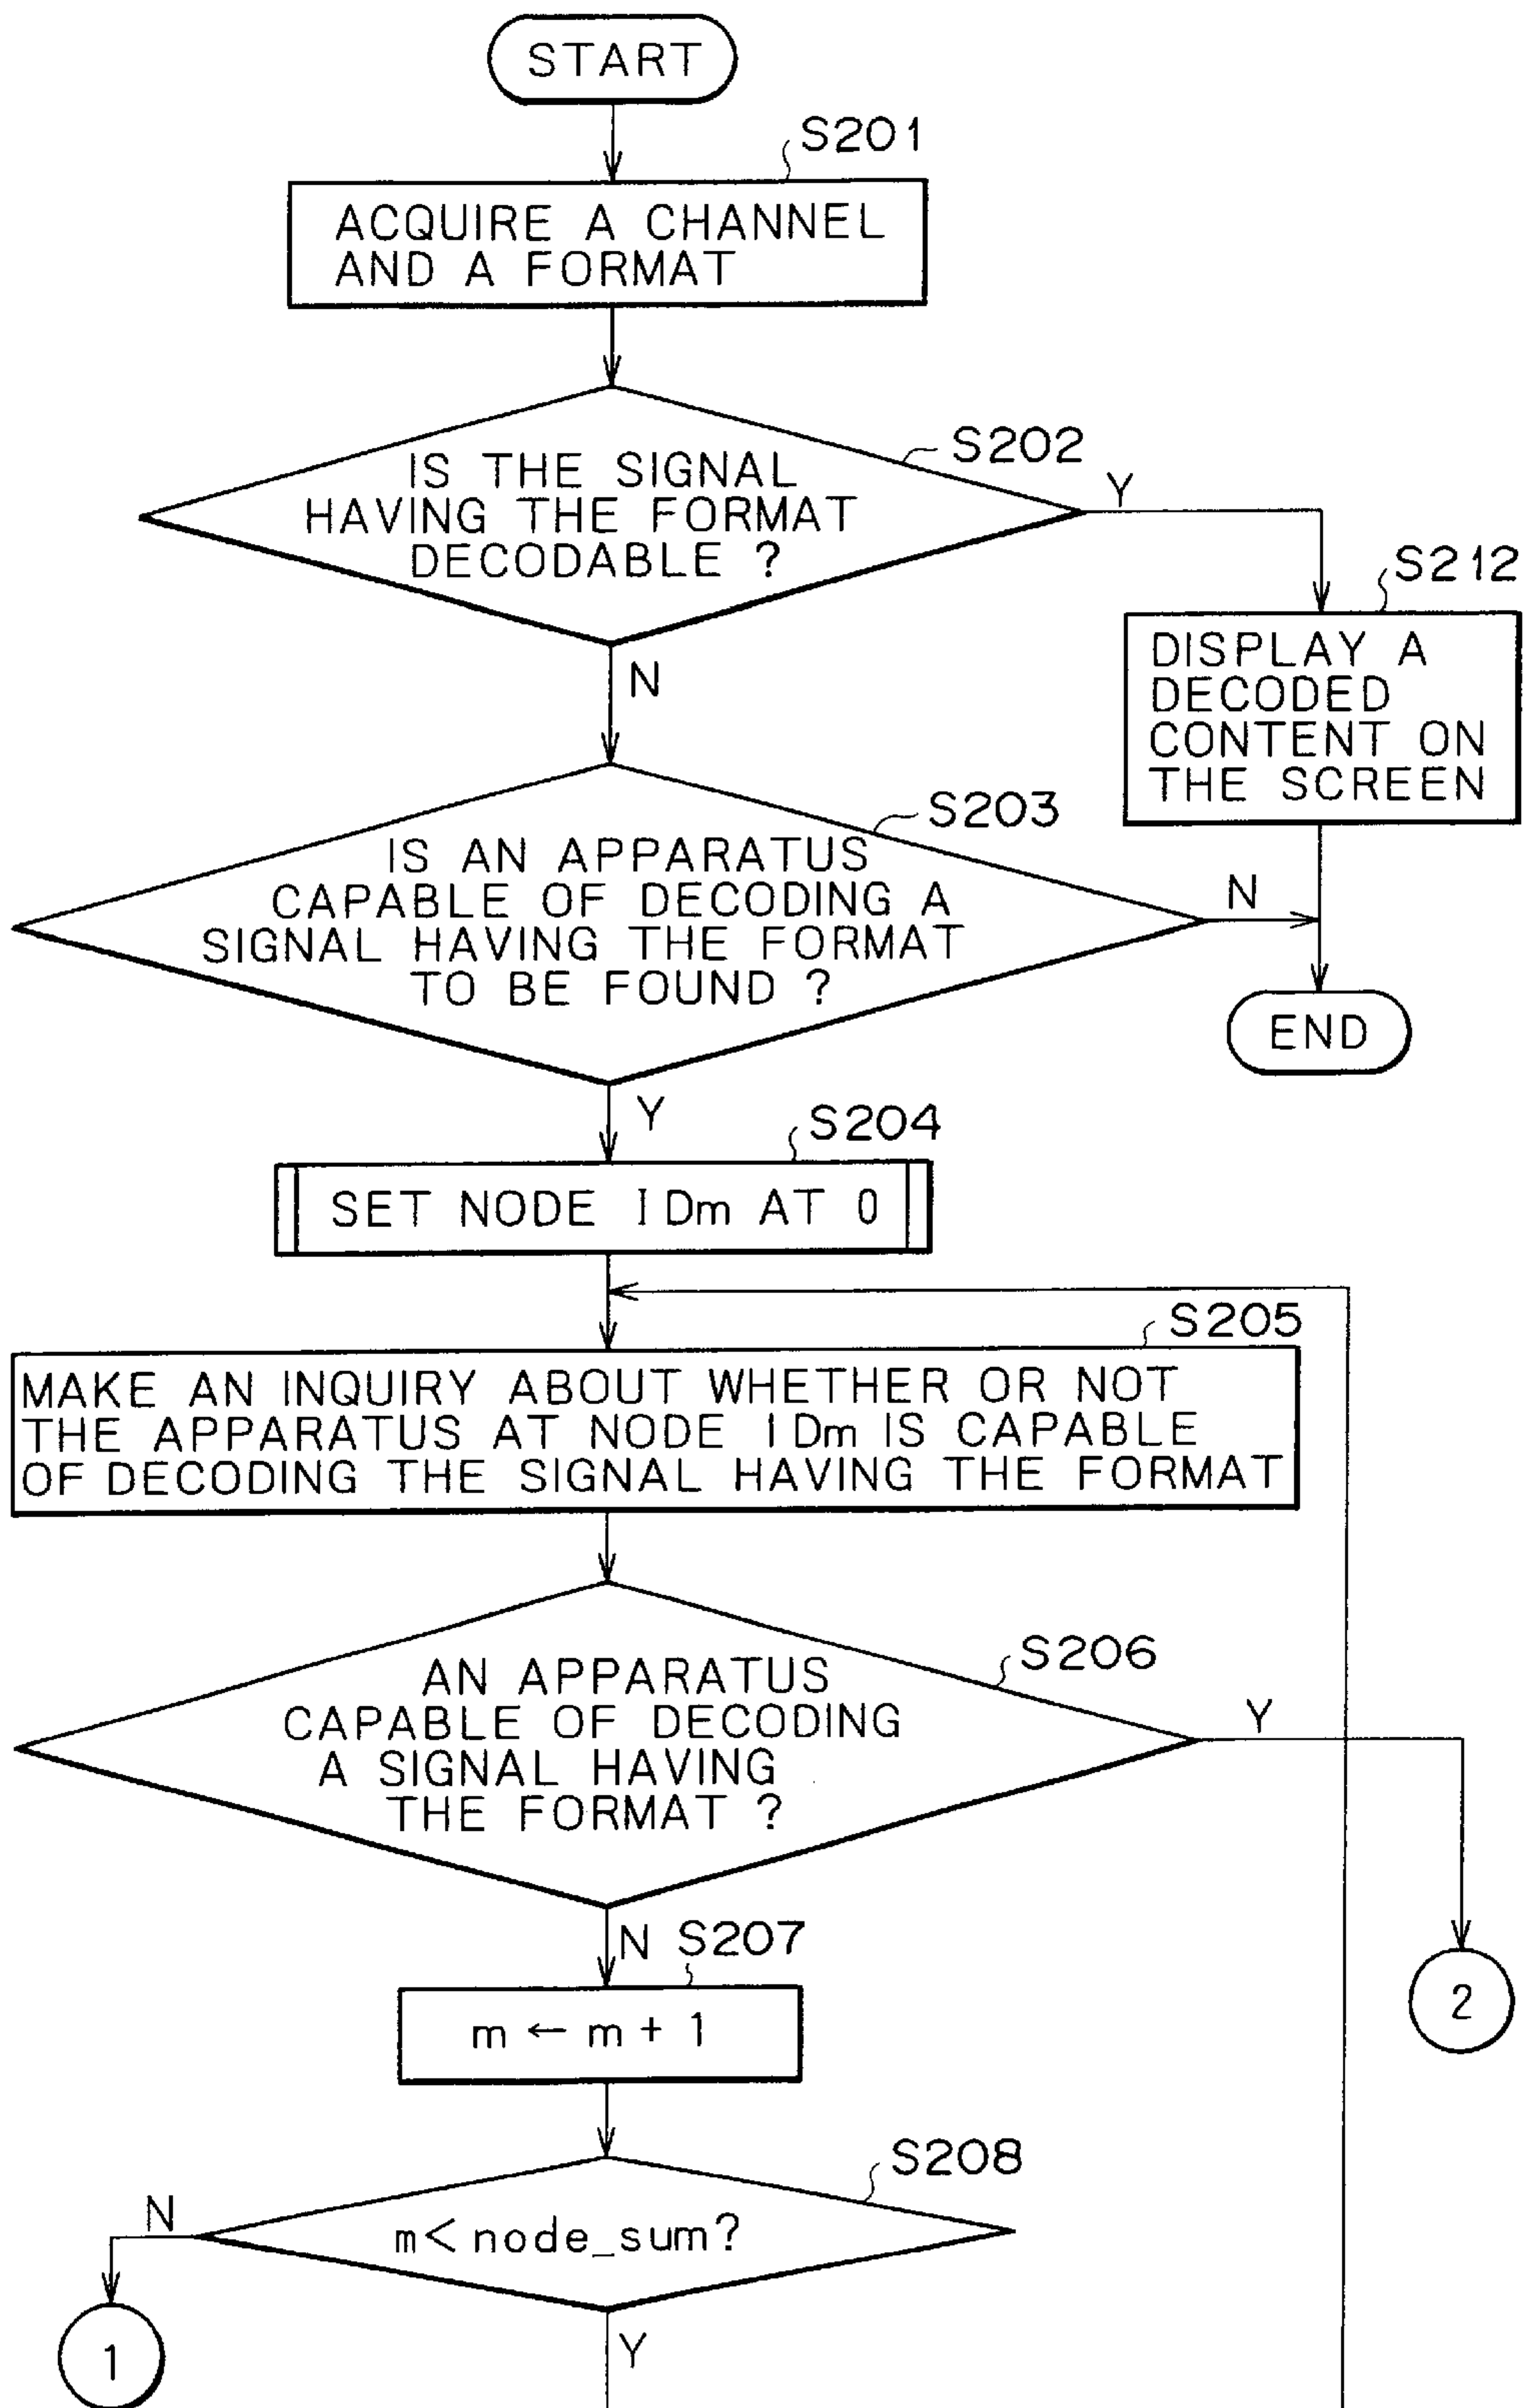 START
S201
ACQUIRE A CHANNEL
AND A FORMAT
S202
IS THE SIGNAL
HAVING THE FORMAT
DECODABLE ?
Y
N
S212
DISPLAY A
DECODED
CONTENT ON
THE SCREEN
S203
IS AN APPARATUS
CAPABLE OF DECODING A
SIGNAL HAVING THE FORMAT
TO BE FOUND ?
N
END
Y
S204
SET NODE IDm AT 0
S205
MAKE AN INQUIRY ABOUT WHETHER OR NOT
THE APPARATUS AT NODE IDm IS CAPABLE
OF DECODING THE SIGNAL HAVING THE FORMAT
S206
AN APPARATUS
CAPABLE OF DECODING
A SIGNAL HAVING
THE FORMAT ?
Y
2
N
S207
m ← m + 1
S208
m < node_sum?
N
1
Y